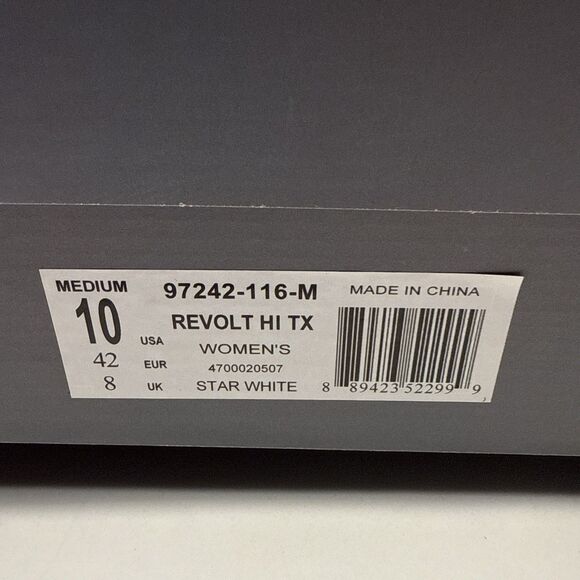 MEDIUM
10 USA
42 EUR
8 UK
97242-116-M
REVOLT HI TX
WOMEN'S
4700020507
STAR WHITE
MADE IN CHINA
8 89423 52299 9